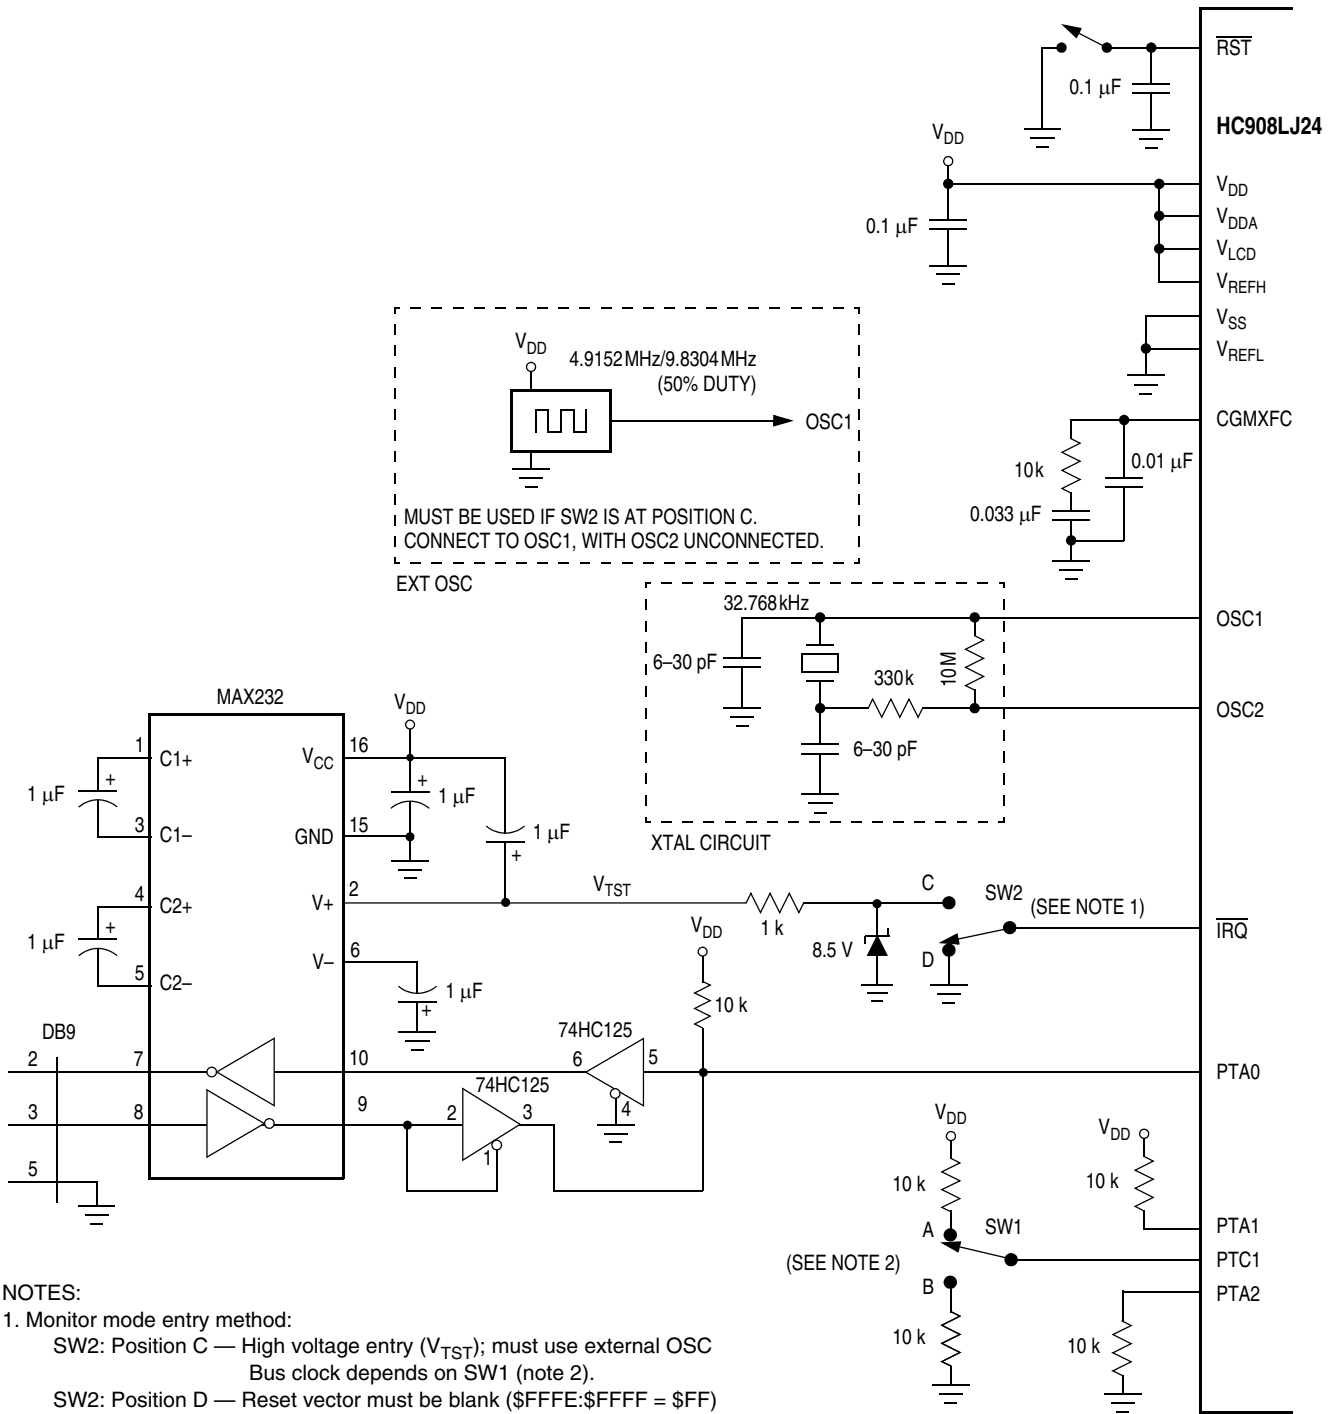 RST
0.1 µF
HC908LJ24
VDD
VDD
0.1 µF
VDDA
VLCD
VREFH
VSS
VREFL
VDD
4.9152 MHz/9.8304 MHz
(50% DUTY)
OSC1
MUST BE USED IF SW2 IS AT POSITION C.
CONNECT TO OSC1, WITH OSC2 UNCONNECTED.
EXT OSC
CGMXFC
10k
0.01 µF
0.033 µF
32.768 kHz
OSC1
6–30 pF
10 M
330k
OSC2
6–30 pF
XTAL CIRCUIT
MAX232
VDD
1
C1+
VCC
16
1 µF
+
+
1 µF
3
C1–
GND
15
1 µF
+
4
C2+
V+
2
VTST
1 k
C
SW2
(SEE NOTE 1)
IRQ
1 µF
+
8.5 V
D
5
C2–
V–
6
1 µF
+
VDD
10 k
DB9
74HC125
2
7
10
6
5
4
PTA0
74HC125
3
8
9
2
3
1
5
VDD
10 k
VDD
10 k
A
SW1
PTA1
(SEE NOTE 2)
PTC1
B
PTA2
10 k
10 k
NOTES:
1. Monitor mode entry method:
SW2: Position C — High voltage entry (VTST); must use external OSC
Bus clock depends on SW1 (note 2).
SW2: Position D — Reset vector must be blank ($FFFE:$FFFF = $FF)